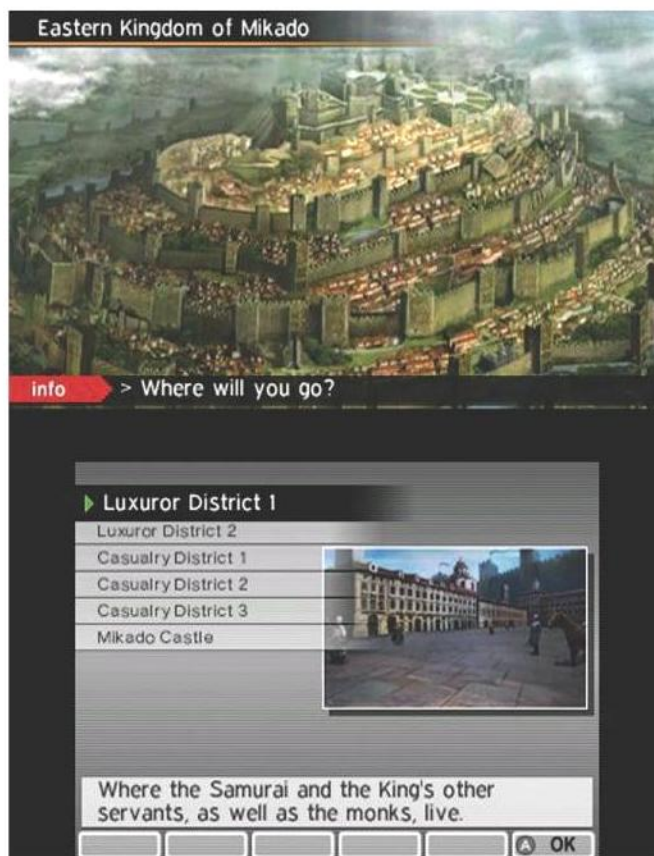 Eastern Kingdom of Mikado
info > Where will you go?
Luxuror District 1
Luxuror District 2
Casualry District 1
Casualry District 2
Casualry District 3
Mikado Castle
Where the Samurai and the King's other
servants, as well as the monks, live.
A OK